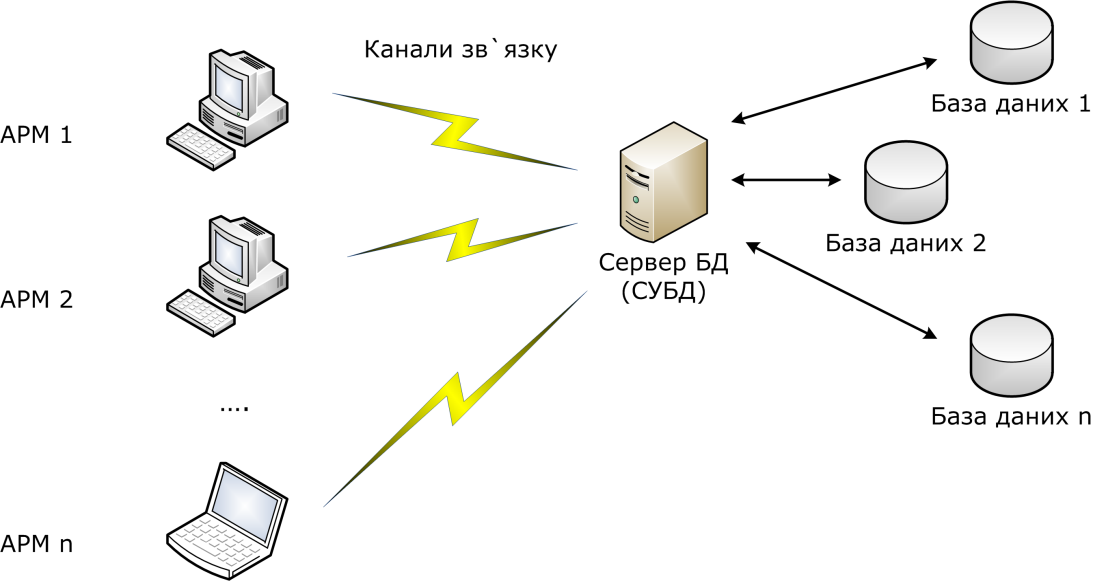 Канали зв`язку
База даних 1
АРМ 1
База даних 2
Сервер БД
(СУБД)
АРМ 2
....
База даних n
АРМ n